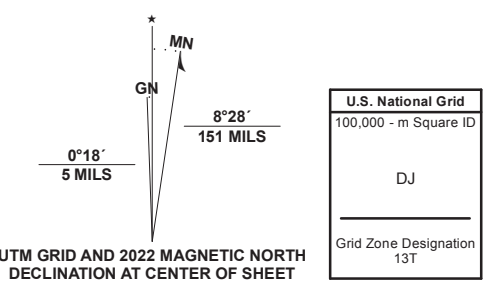 ★
MN
GN
8°28´
151 MILS
0°18´
5 MILS
UTM GRID AND 2022 MAGNETIC NORTH
DECLINATION AT CENTER OF SHEET
U.S. National Grid
100,000 - m Square ID
DJ
Grid Zone Designation
13T